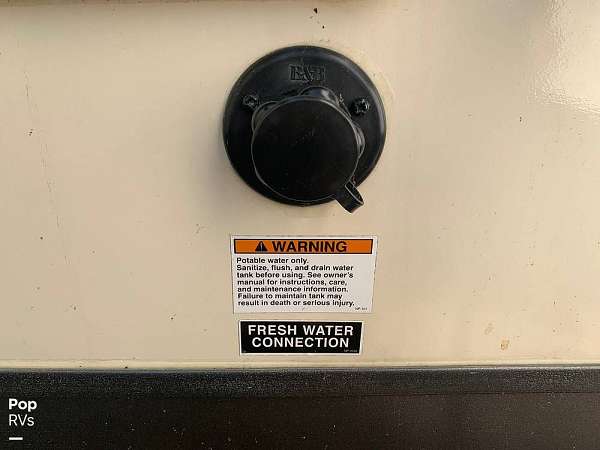 WARNING
Potable water only.
Sanitize, flush, and drain water
tank before using. See owner's
manual for instructions, care,
and maintenance information.
Failure to maintain tank may
result in death or serious injury.
FRESH WATER
CONNECTION
Pop
RVs